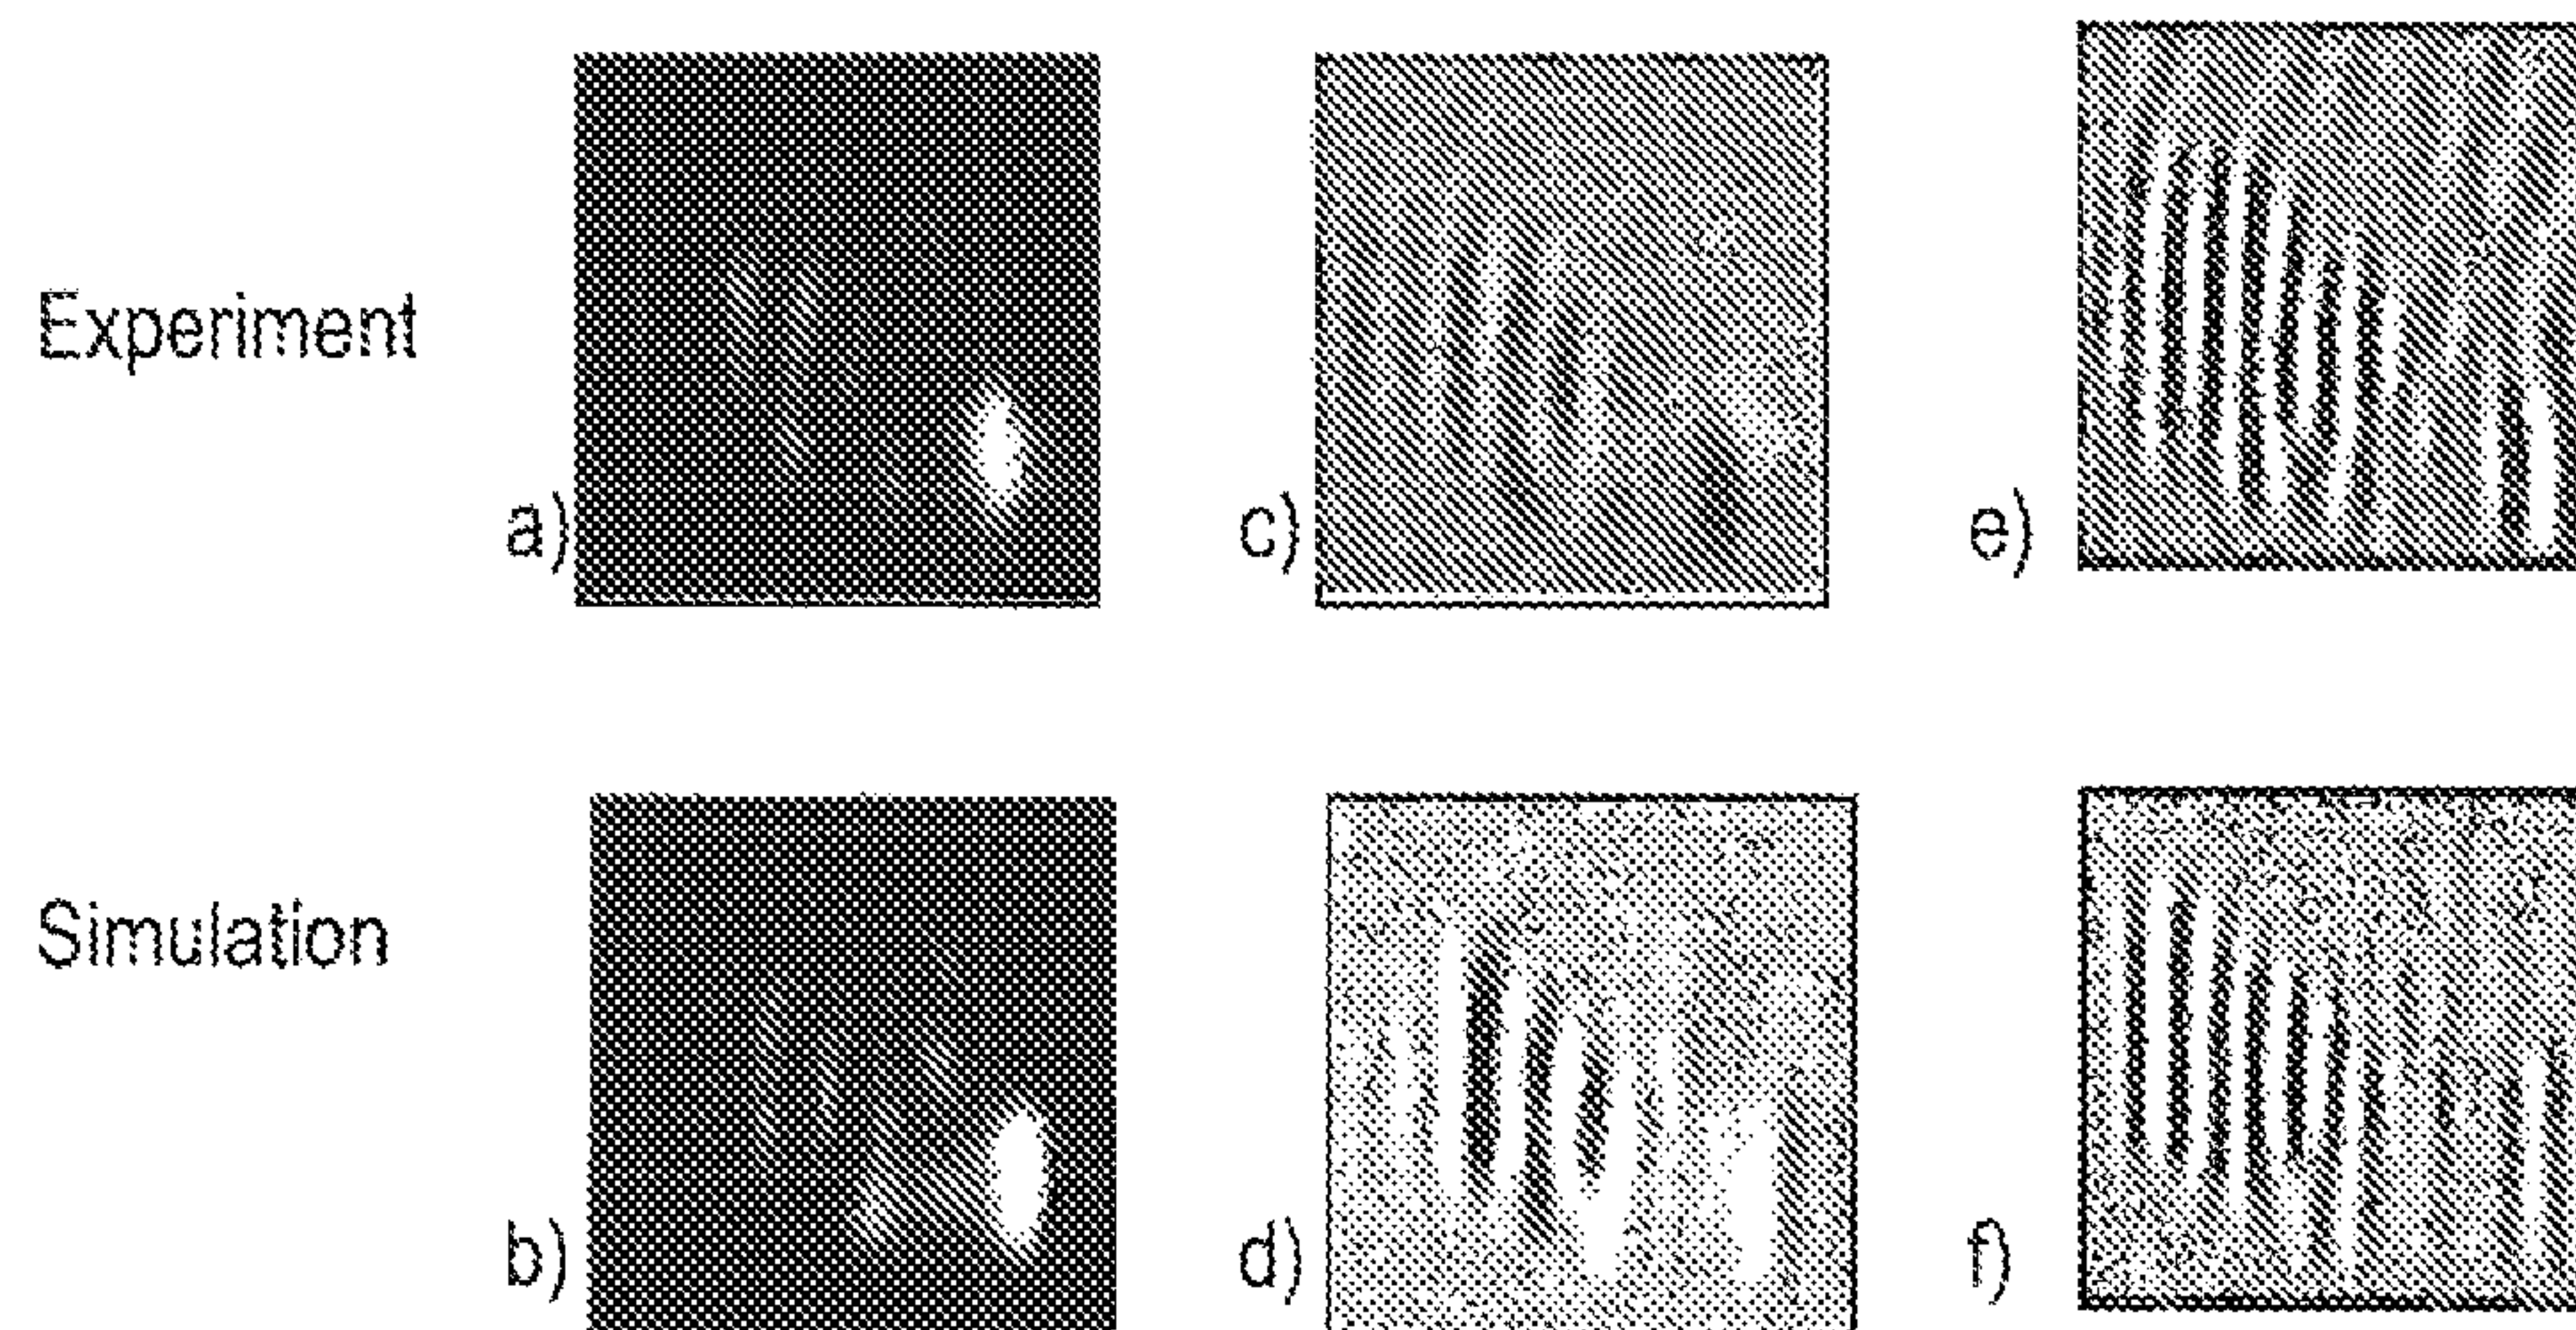 Experiment
a)
c)
e)
Simulation
b)
d)
f)